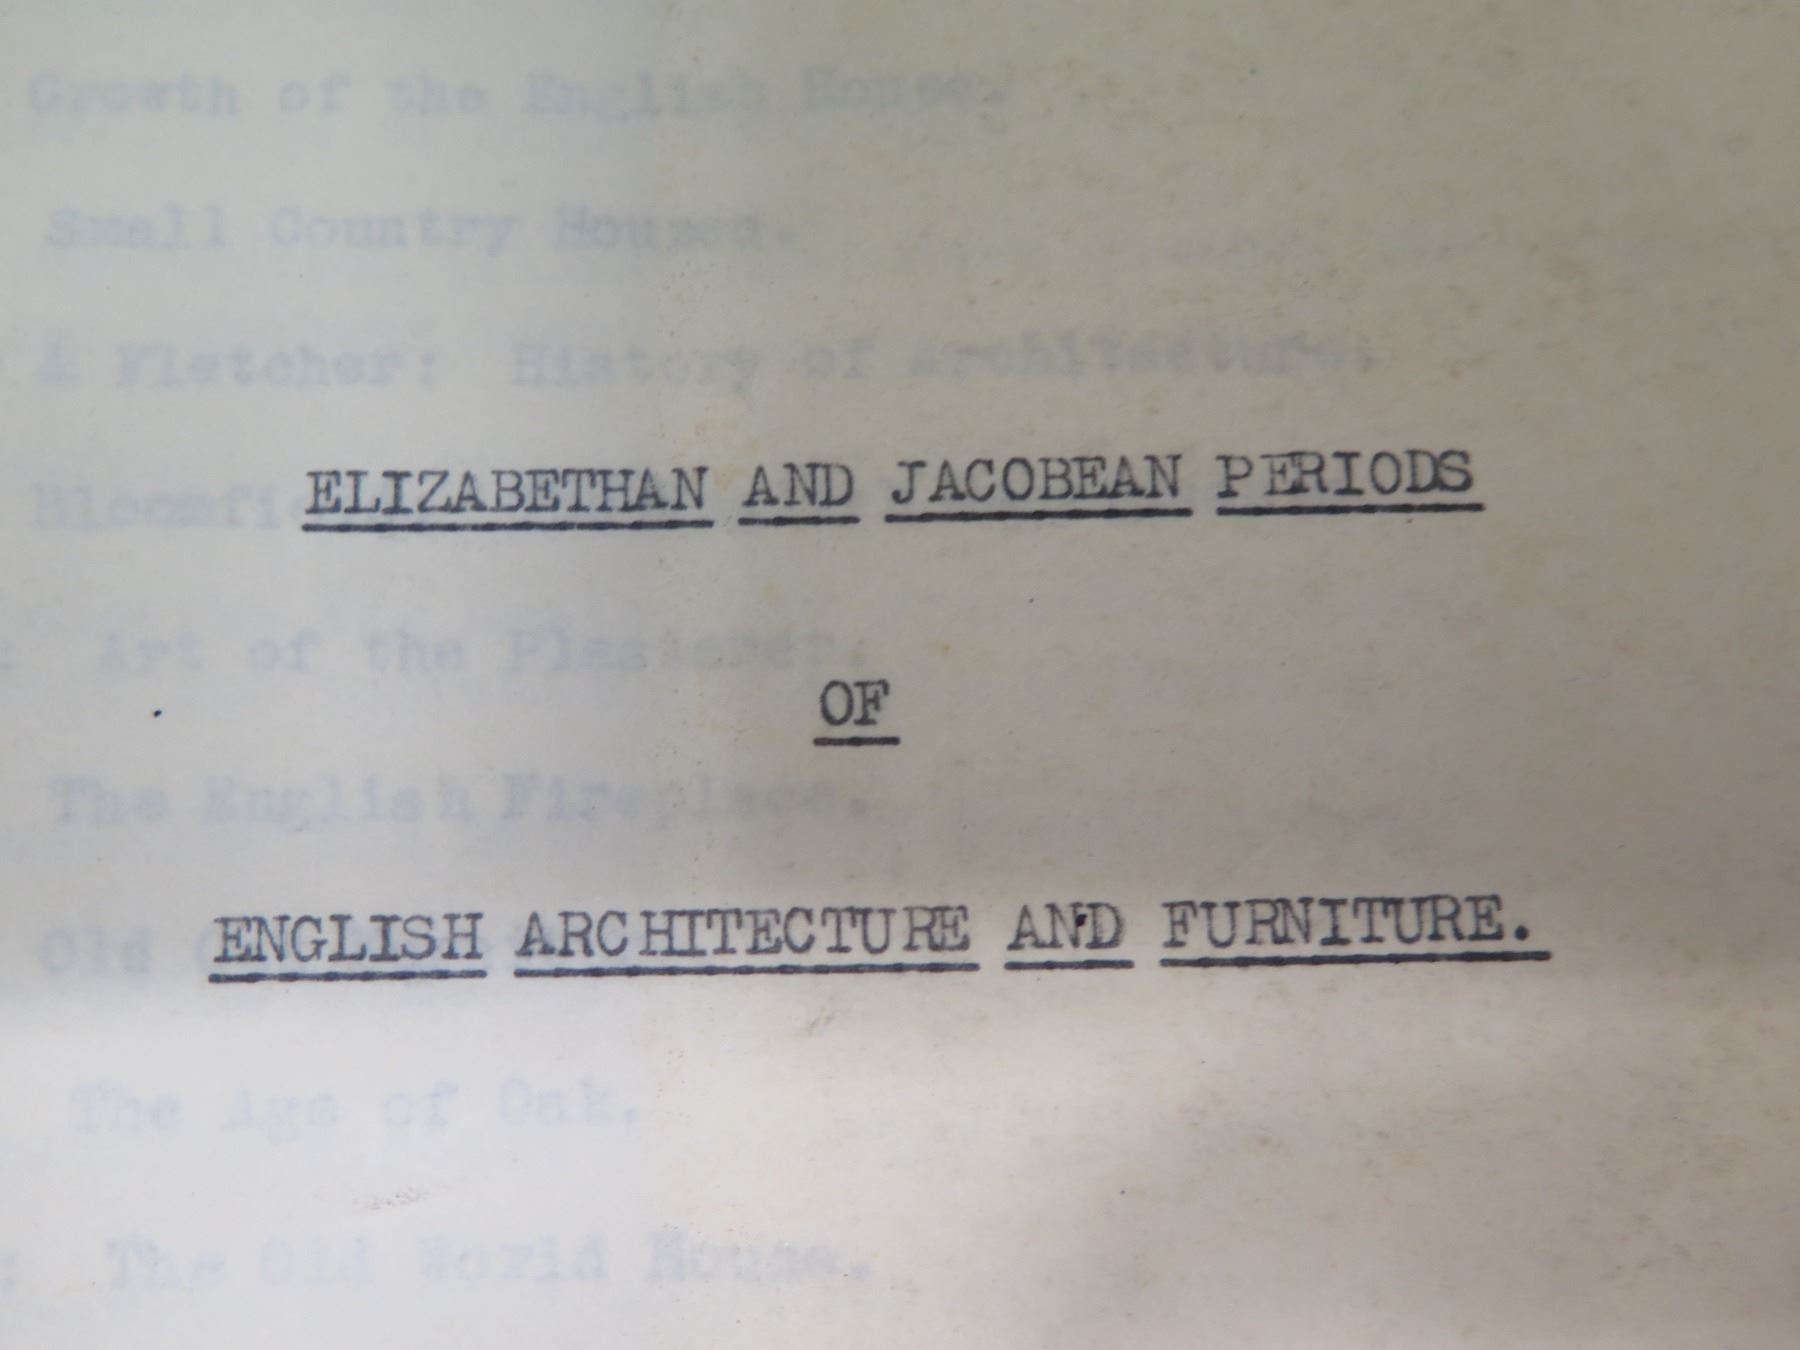 Growth of the English House.
Small Country Houses.
& Fletcher: History of Architecture.
ELIZABETHAN AND JACOBEAN PERIODS
: Art of the Plasterer.
OF
The English Fireplace.
Old
ENGLISH ARCHITECTURE AND FURNITURE.
The Age of Oak.
: The Old World House.